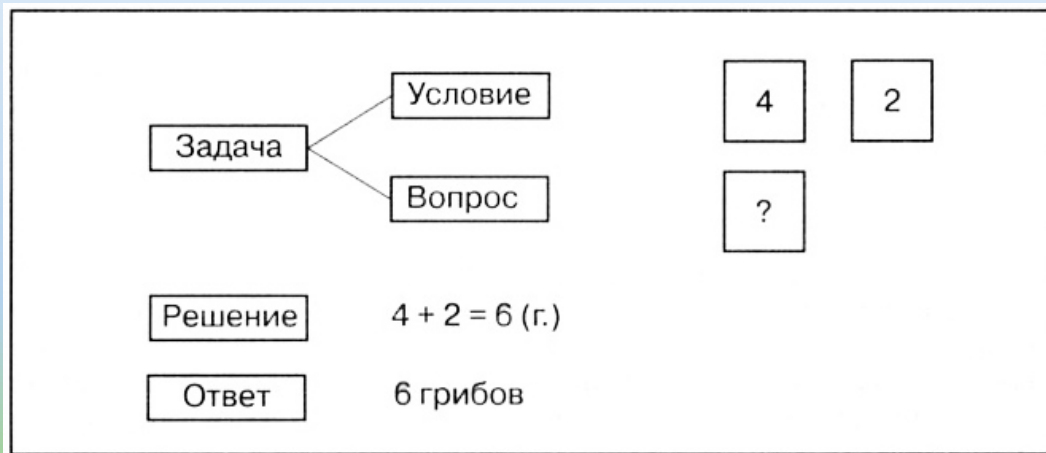 Условие
4
2
Задача
Вопрос
?
Решение
4 + 2 = 6 (г.)
Ответ
6 грибов